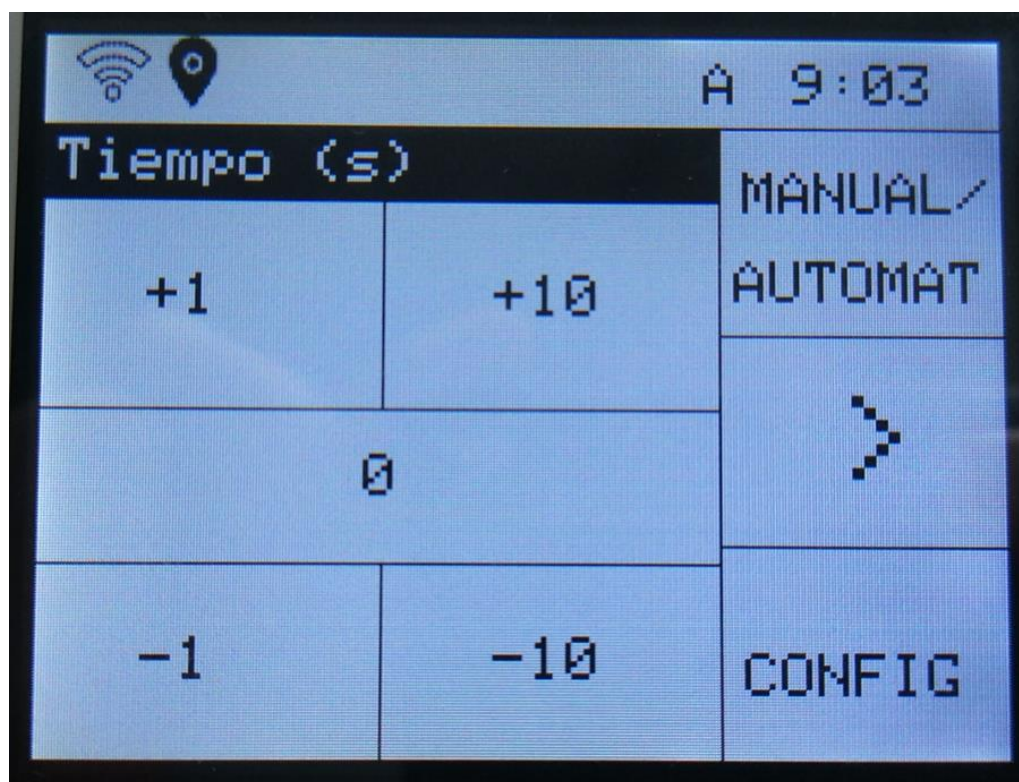 A 9:03
Tiempo (s)
MANUAL/
AUTOMAT
+1
+10
>
0
-1
-10
CONFIG